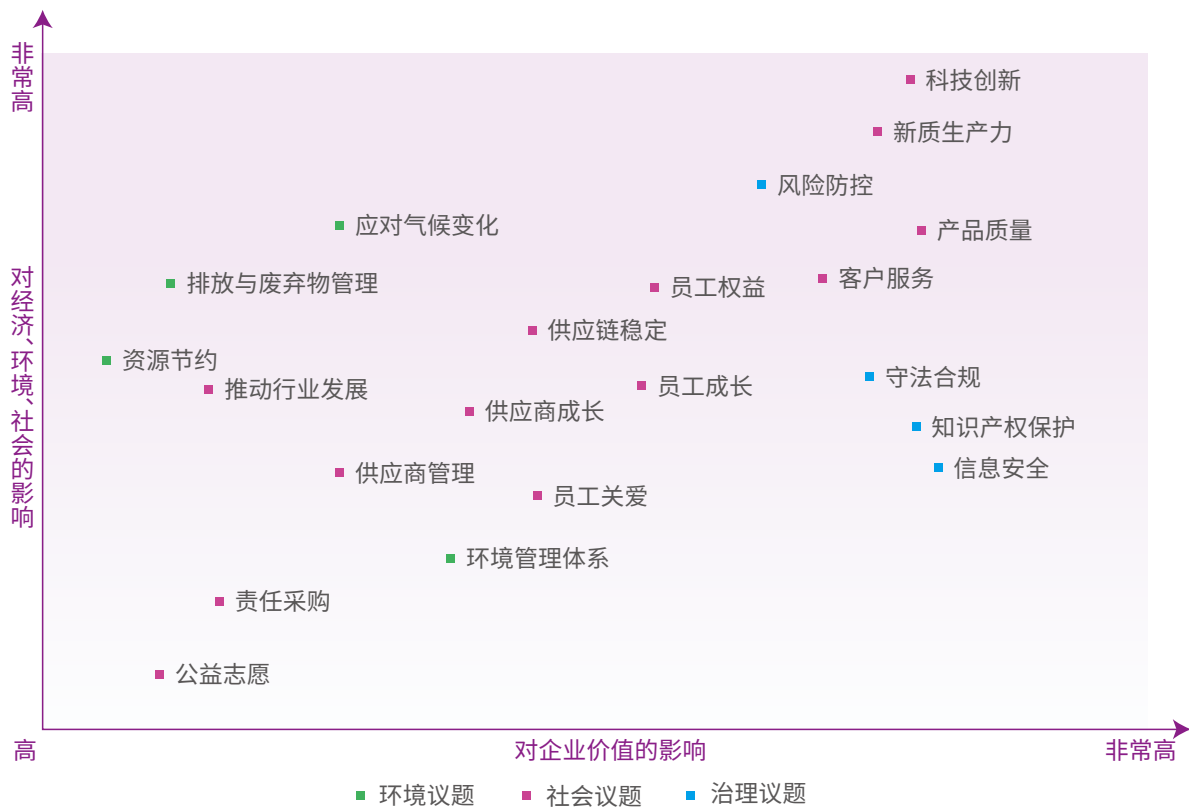 非常高
科技创新
新质生产力
风险防控
应对气候变化
产品质量
客户服务
排放与废弃物管理
员工权益
供应链稳定
对经济、环境、社会的影响
资源节约
守法合规
推动行业发展
员工成长
供应商成长
知识产权保护
信息安全
供应商管理
员工关爱
环境管理体系
责任采购
公益志愿
高
对企业价值的影响
非常高
环境议题
社会议题
治理议题